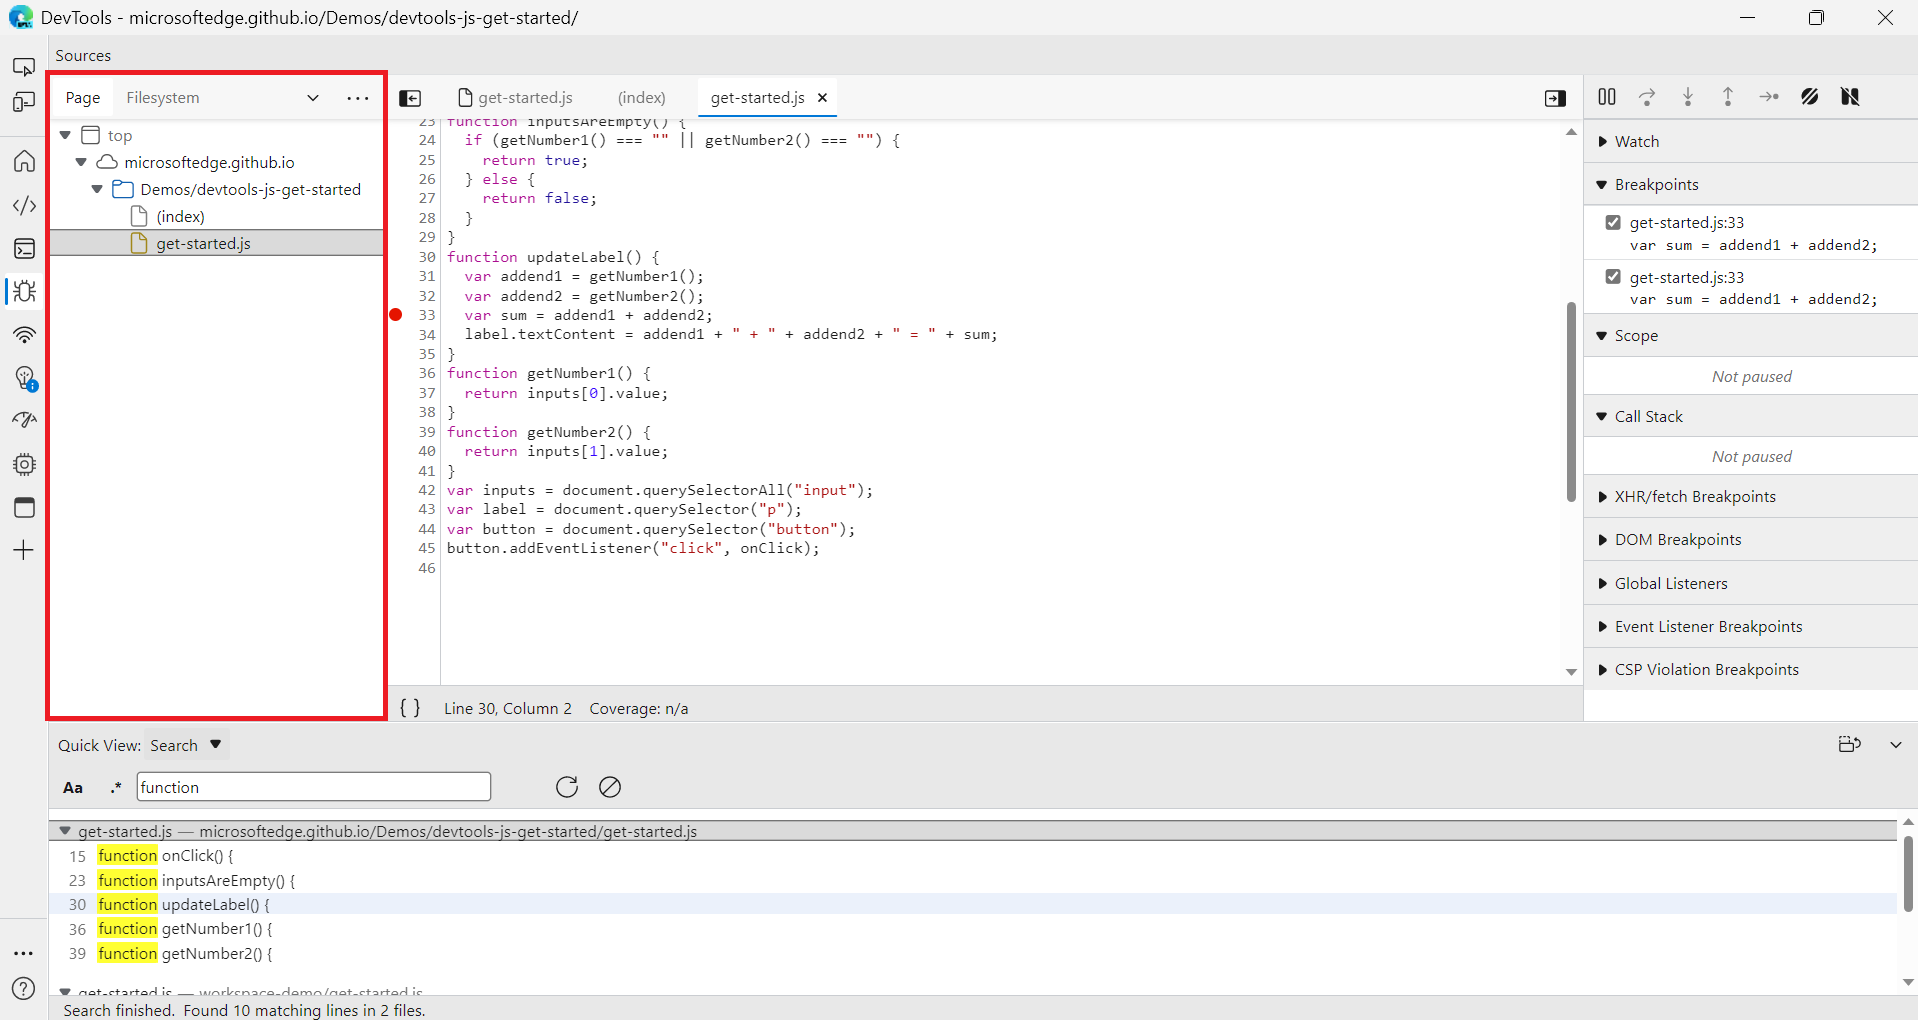 DevTools - microsoftedge.github.io/Demos/devtools-js-get-started/
Sources
Page Filesystem
top
microsoftedge.github.io
Demos/devtools-js-get-started
(index)
get-started.js
get-started.js (index) get-started.js
23 function inputsAreEmpty() {
24 if (getNumber1() === "" || getNumber2() === "") {
25 return true;
26 } else {
27 return false;
28 }
29 }
30 function updateLabel() {
31 var addend1 = getNumber1();
32 var addend2 = getNumber2();
33 var sum = addend1 + addend2;
34 label.textContent = addend1 + " + " + addend2 + " = " + sum;
35 }
36 function getNumber1() {
37 return inputs[0].value;
38 }
39 function getNumber2() {
40 return inputs[1].value;
41 }
42 var inputs = document.querySelectorAll("input");
43 var label = document.querySelector("p");
44 var button = document.querySelector("button");
45 button.addEventListener("click", onClick);
46
{ } Line 30, Column 2 Coverage: n/a
Watch
Breakpoints
get-started.js:33
var sum = addend1 + addend2;
get-started.js:33
var sum = addend1 + addend2;
Scope
Not paused
Call Stack
Not paused
XHR/fetch Breakpoints
DOM Breakpoints
Global Listeners
Event Listener Breakpoints
CSP Violation Breakpoints
Quick View: Search
Aa .* function
get-started.js — microsoftedge.github.io/Demos/devtools-js-get-started/get-started.js
15 function onClick() {
23 function inputsAreEmpty() {
30 function updateLabel() {
36 function getNumber1() {
39 function getNumber2() {
get-started.js — workspace-demo/get-started.js
Search finished. Found 10 matching lines in 2 files.